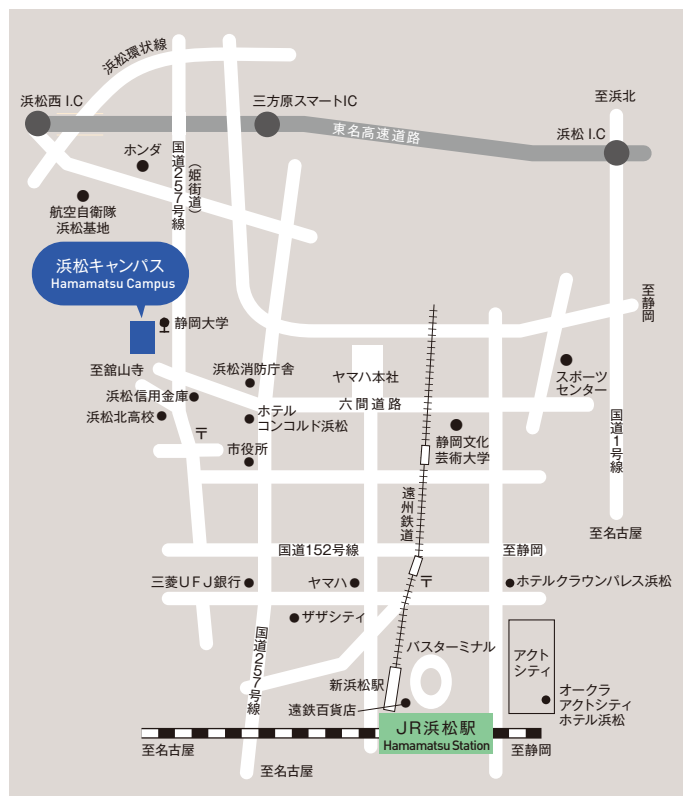 浜松環状線
浜松西 I.C
三方原スマートIC
至浜北
東名高速道路
浜松 I.C
ホンダ
国道257号線
(姫街道)
航空自衛隊
浜松基地
浜松キャンパス
Hamamatsu Campus
至静岡
静岡大学
至舘山寺
浜松消防庁舎
ヤマハ本社
スポーツ
センター
浜松信用金庫
六間道路
浜松北高校
ホテル
コンコルド浜松
国道1号線
〒
静岡文化
芸術大学
市役所
遠州鉄道
至名古屋
国道152号線
至静岡
三菱UFJ銀行
ヤマハ
〒
ホテルクラウンパレス浜松
ザザシティ
国道257号線
バスターミナル
アクト
シティ
新浜松駅
遠鉄百貨店
オークラ
アクトシティ
ホテル浜松
JR浜松駅
Hamamatsu Station
至名古屋
至静岡
至名古屋